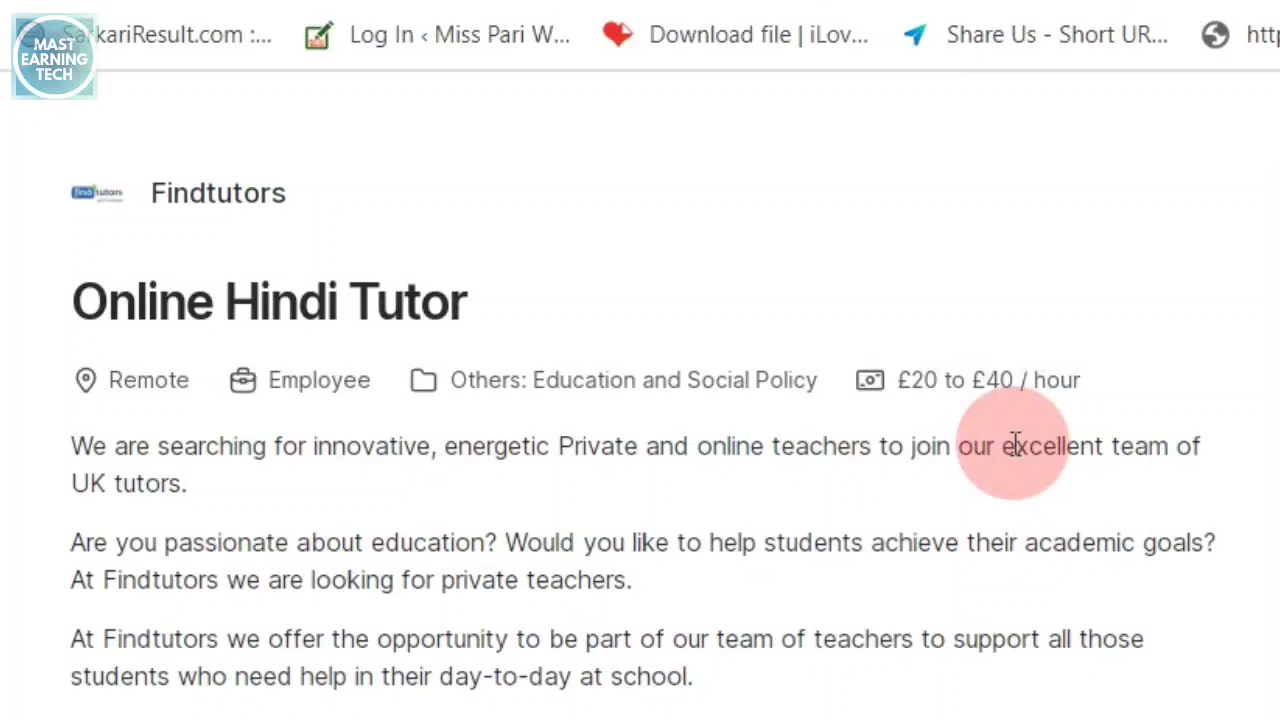 SarkariResult.com :...
Log In ‹ Miss Pari W...
Download file | iLov...
Share Us - Short UR...
http
MAST
EARNING
TECH
find tutors
Findtutors
Online Hindi Tutor
Remote
Employee
Others: Education and Social Policy
£20 to £40 / hour
We are searching for innovative, energetic Private and online teachers to join our excellent team of
UK tutors.
Are you passionate about education? Would you like to help students achieve their academic goals?
At Findtutors we are looking for private teachers.
At Findtutors we offer the opportunity to be part of our team of teachers to support all those
students who need help in their day-to-day at school.